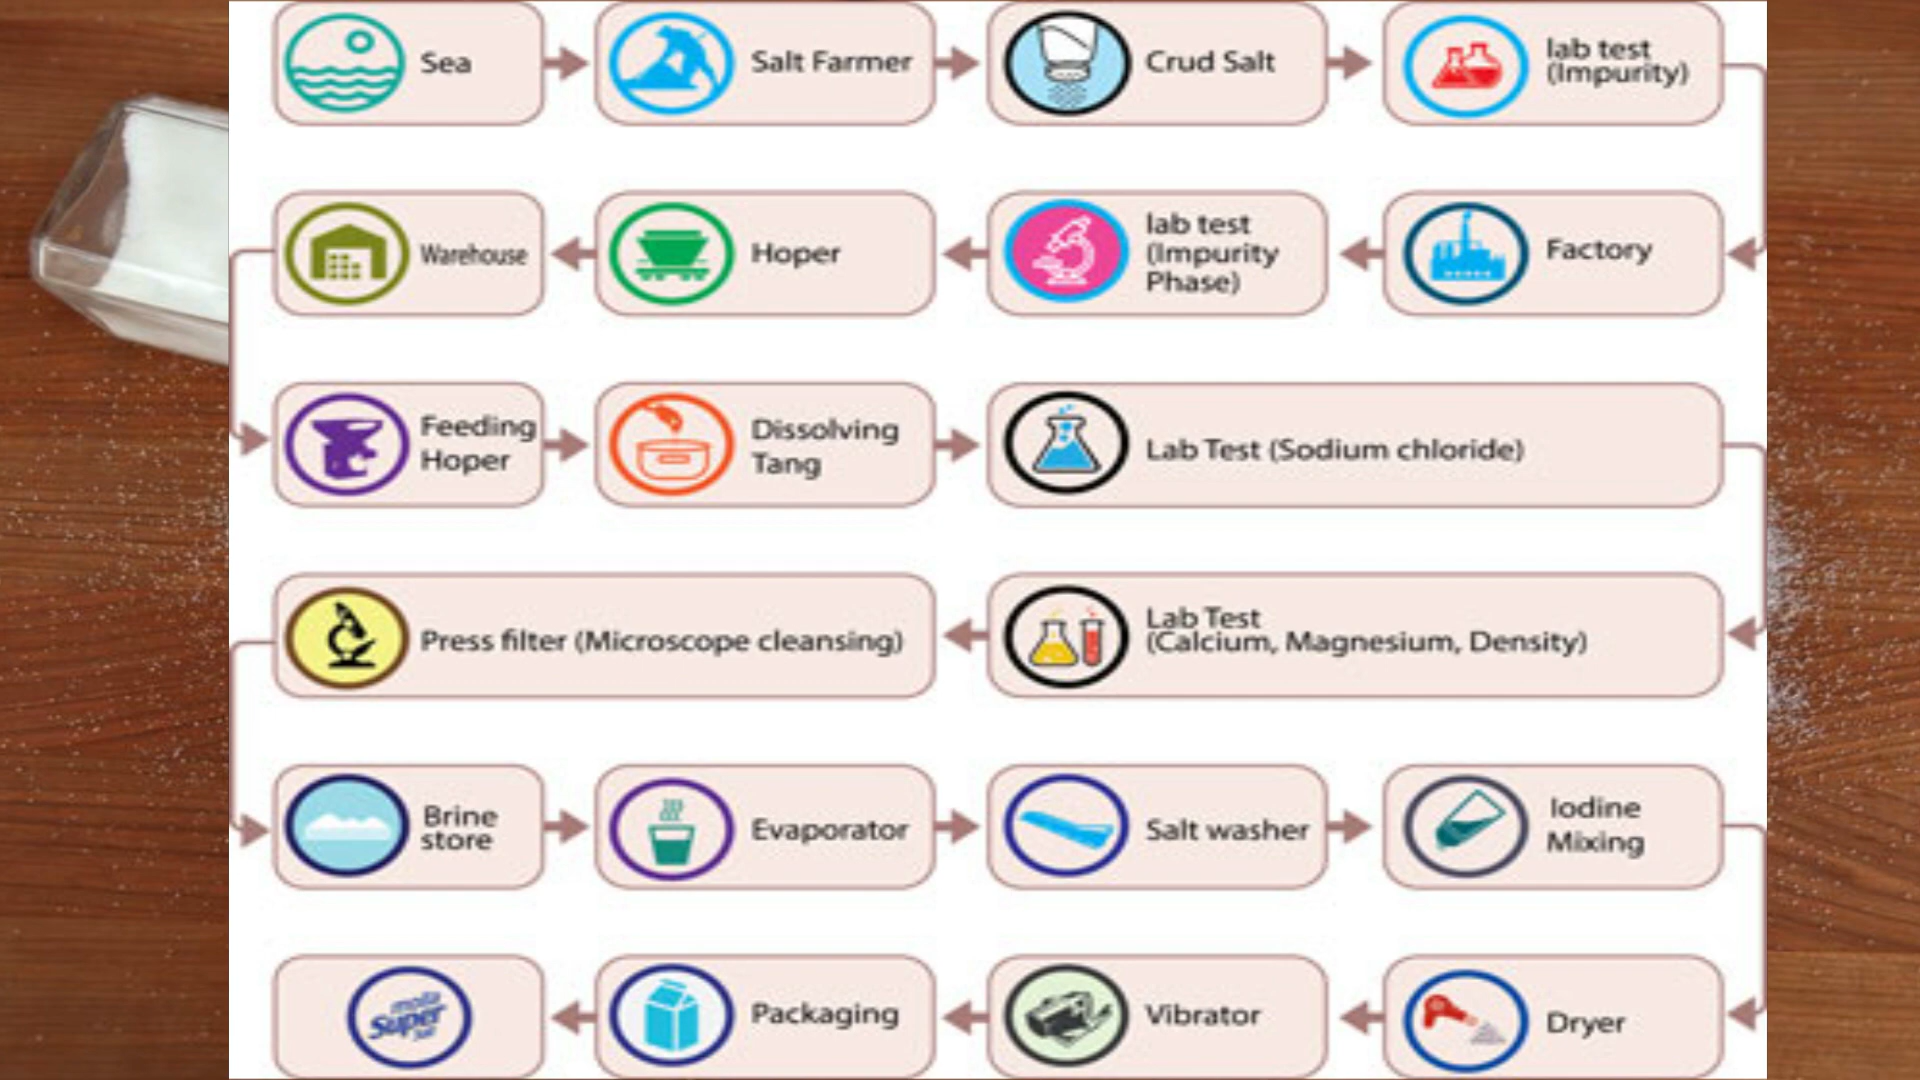 Sea
Salt Farmer
Crud Salt
lab test
(Impurity)
Factory
lab test
(Impurity
Phase)
Hoper
Warehouse
Feeding
Hoper
Dissolving
Tang
Lab Test (Sodium chloride)
Lab Test
(Calcium, Magnesium, Density)
Press filter (Microscope cleansing)
Brine
store
Evaporator
Salt washer
Iodine
Mixing
Dryer
Vibrator
Packaging
molla
Super